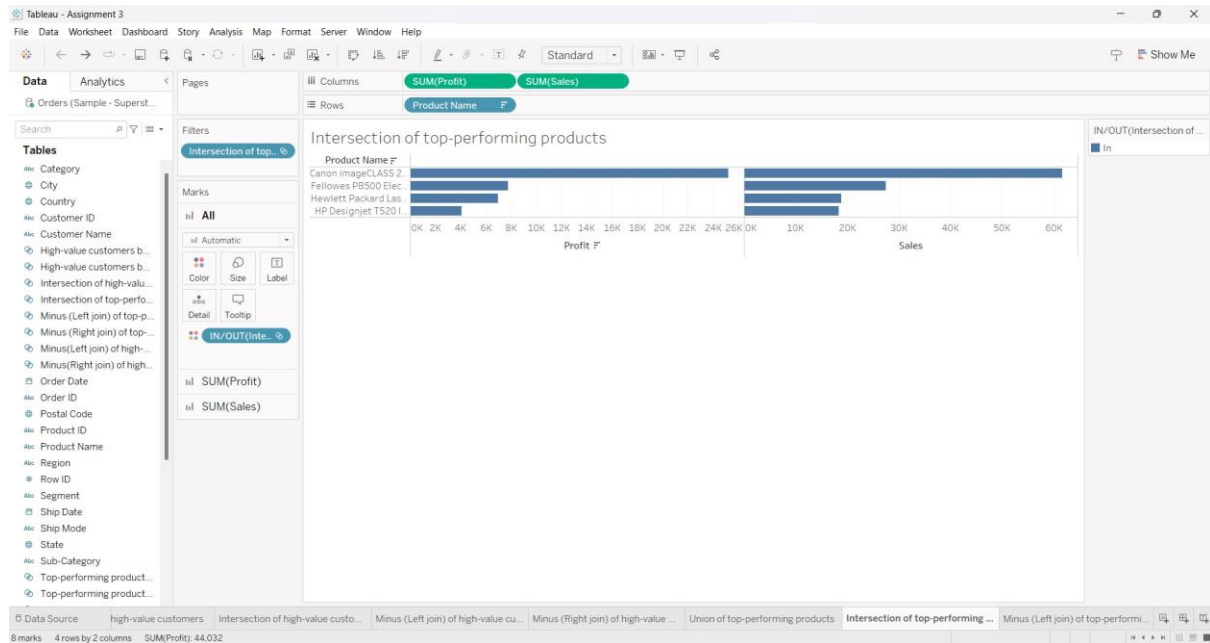 Tableau - Assignment 3
File Data Worksheet Dashboard Story Analysis Map Format Server Window Help
Standard
Show Me
Data Analytics
Orders (Sample - Superst...
Search
Tables
Abc Category
City
Country
Abc Customer ID
Abc Customer Name
High-value customers b...
High-value customers b...
Intersection of high-valu...
Intersection of top-perfo...
Minus (Left join) of top-p...
Minus (Right join) of top-...
Minus(Left join) of high-...
Minus(Right join) of high...
Order Date
Abc Order ID
Postal Code
Abc Product ID
Abc Product Name
Abc Region
Row ID
Abc Segment
Ship Date
Abc Ship Mode
State
Abc Sub-Category
Top-performing product...
Top-performing product...
Pages
Filters
Intersection of top..
Marks
All
Automatic
Color Size Label
Detail Tooltip
IN/OUT(Inte..
SUM(Profit)
SUM(Sales)
Columns SUM(Profit) SUM(Sales)
Rows Product Name
Intersection of top-performing products
Product Name
Canon imageCLASS 2..
Fellowes PB500 Elec..
Hewlett Packard Las..
HP Designjet T520 I..
0K 2K 4K 6K 8K 10K 12K 14K 16K 18K 20K 22K 24K 26K 0K 10K 20K 30K 40K 50K 60K
Profit Sales
IN/OUT(Intersection of ...
In
Data Source high-value customers Intersection of high-value custo... Minus (Left join) of high-value cu... Minus (Right join) of high-value ... Union of top-performing products Intersection of top-performing ... Minus (Left join) of top-performi...
8 marks 4 rows by 2 columns SUM(Profit): 44,032